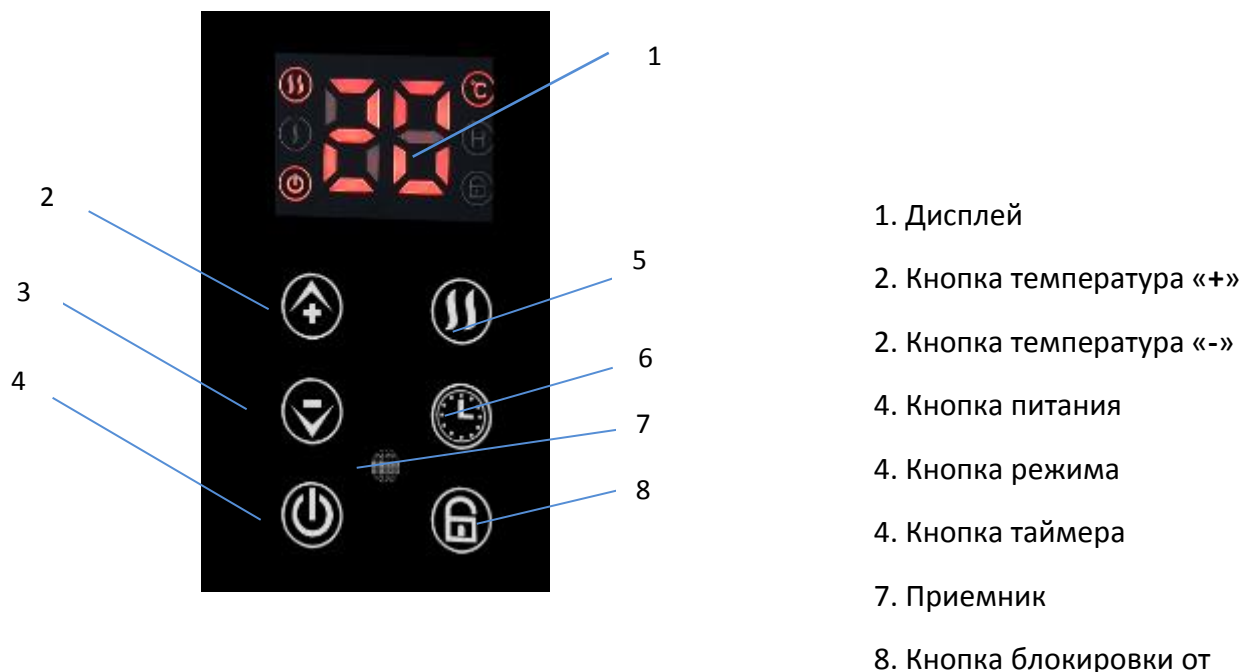 1
2
3
4
5
6
7
8
20
°C
H
1. Дисплей
2. Кнопка температура «+»
2. Кнопка температура «-»
4. Кнопка питания
4. Кнопка режима
4. Кнопка таймера
7. Приемник
8. Кнопка блокировки от